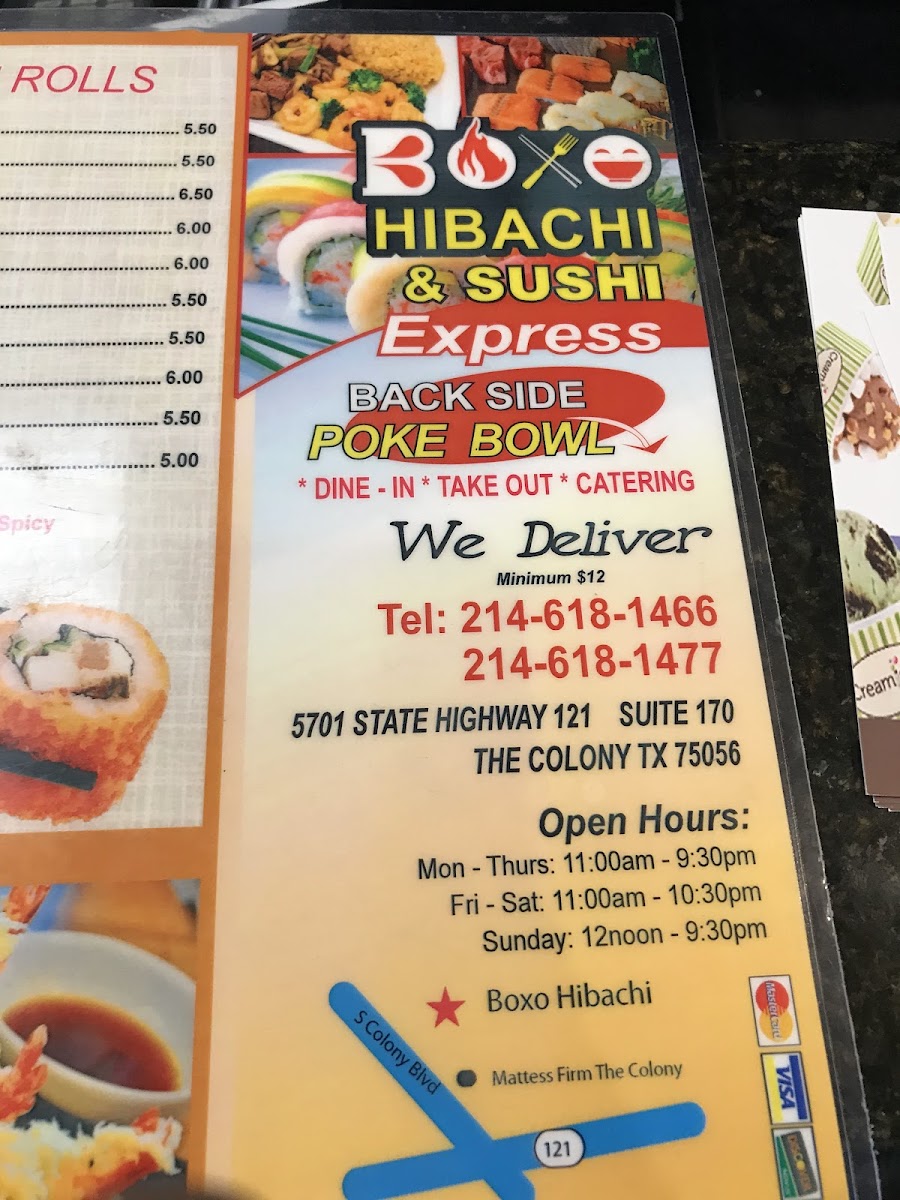 ROLLS
5.50
5.50
6.50
6.00
6.00
5.50
5.50
6.00
5.50
5.00
Spicy
BOXO
HIBACHI
& SUSHI
Express
BACK SIDE
POKE BOWL
* DINE - IN * TAKE OUT * CATERING
We Deliver
Minimum $12
Tel: 214-618-1466
214-618-1477
5701 STATE HIGHWAY 121 SUITE 170
THE COLONY TX 75056
Open Hours:
Mon - Thurs: 11:00am - 9:30pm
Fri - Sat: 11:00am - 10:30pm
Sunday: 12noon - 9:30pm
Boxo Hibachi
S Colony Blvd
Mattess Firm The Colony
121
MasterCard
VISA
DISCOVER
Cream
Cream